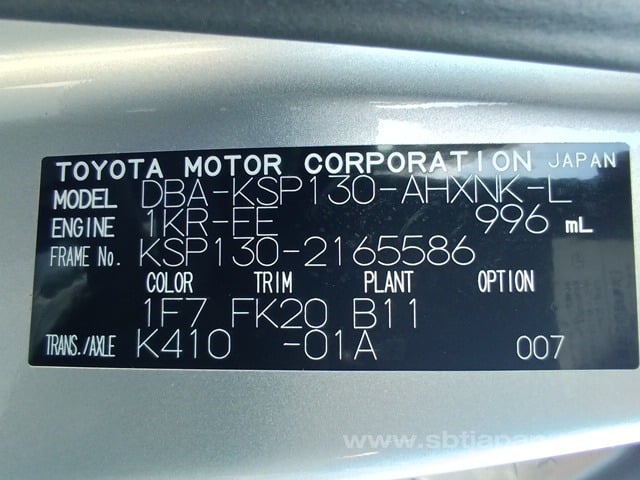 TOYOTA MOTOR CORPORATION JAPAN
MODEL DBA-KSP130-AHXNK-L
ENGINE 1KR-FE 996 mL
FRAME No. KSP130-2165586
COLOR TRIM PLANT OPTION
1F7 FK20 B11
TRANS./AXLE K410 -01A 007